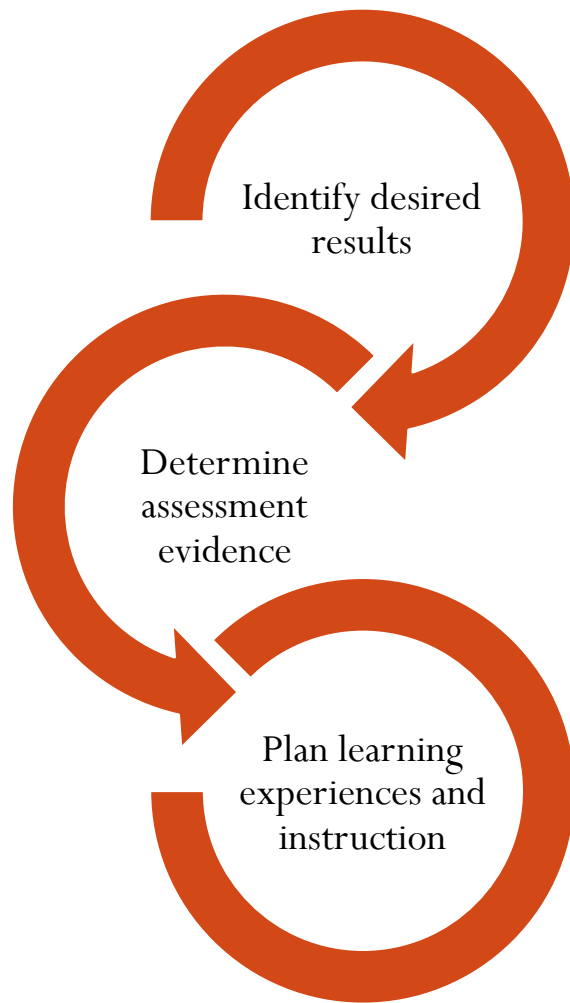 Identify desired
results
Determine
assessment
evidence
Plan learning
experiences and
instruction